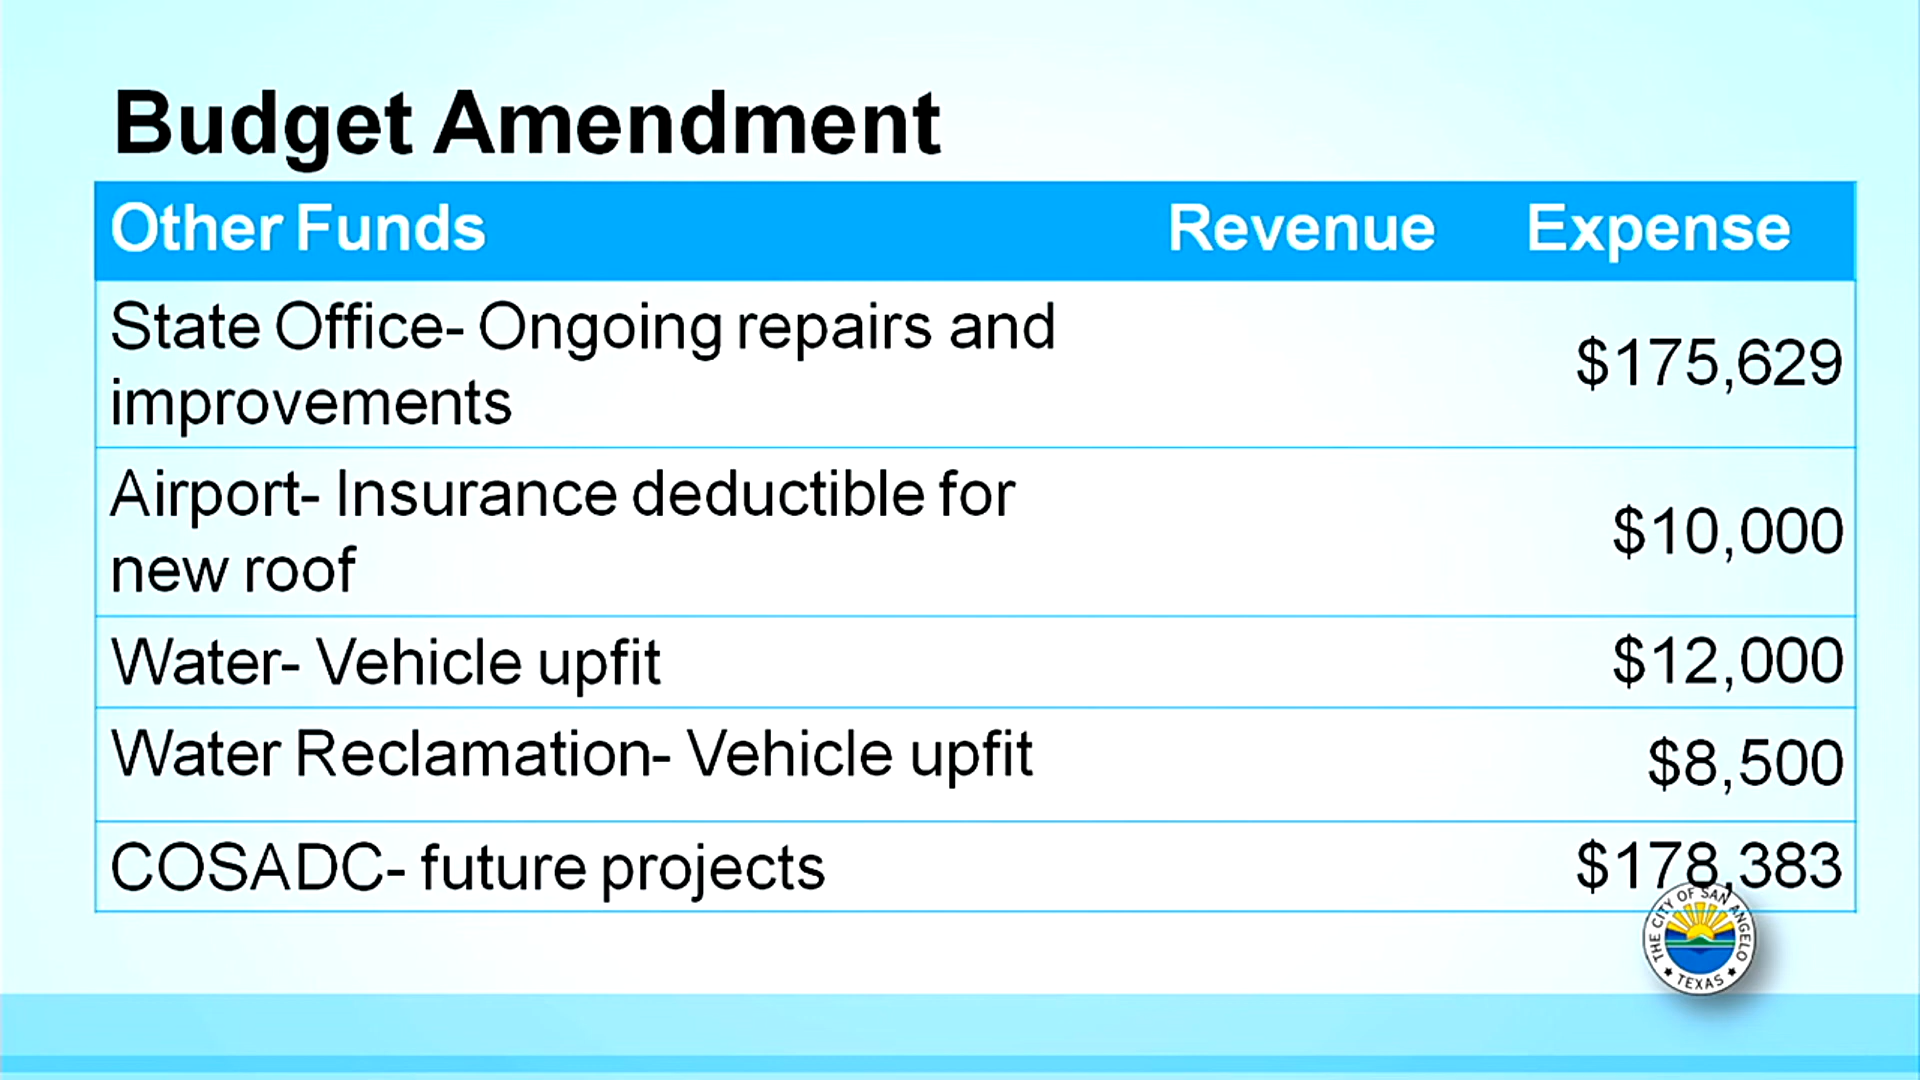 Budget Amendment
Other Funds Revenue Expense
State Office- Ongoing repairs and
improvements
$175,629
Airport- Insurance deductible for
new roof
$10,000
Water- Vehicle upfit $12,000
Water Reclamation- Vehicle upfit $8,500
COSADC- future projects $178,383
THE CITY OF SAN ANGELO
TEXAS